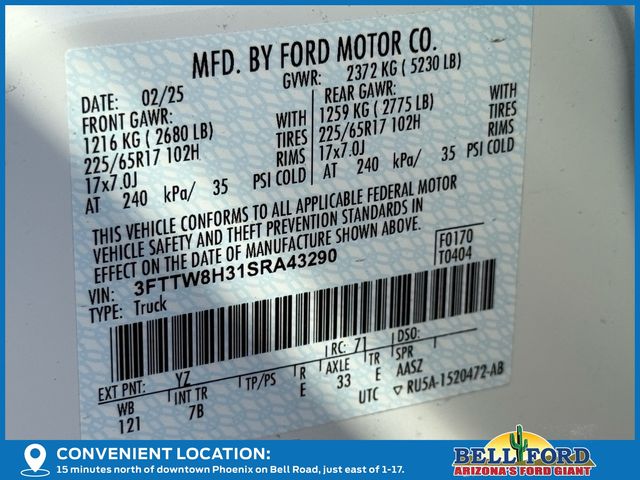 MFD. BY FORD MOTOR CO.
DATE: 02/25
GVWR: 2372 KG ( 5230 LB)
FRONT GAWR:
1216 KG ( 2680 LB) WITH
225/65R17 102H TIRES
17x7.0J RIMS
AT 240 kPa/ 35 PSI COLD
REAR GAWR:
1259 KG ( 2775 LB) WITH
225/65R17 102H TIRES
17x7.0J RIMS
AT 240 kPa/ 35 PSI COLD
THIS VEHICLE CONFORMS TO ALL APPLICABLE FEDERAL MOTOR
VEHICLE SAFETY AND THEFT PREVENTION STANDARDS IN
EFFECT ON THE DATE OF MANUFACTURE SHOWN ABOVE.
F0170
T0404
VIN: 3FTTW8H31SRA43290
TYPE: Truck
EXT PNT: YZ
RC: 71
DSO:
WB INT TR TP/PS R AXLE TR SPR
121 7B E 33 E AASZ
UTC ▽ RU5A-1520472-AB
CONVENIENT LOCATION:
15 minutes north of downtown Phoenix on Bell Road, just east of 1-17.
BELL FORD
ARIZONA'S FORD GIANT